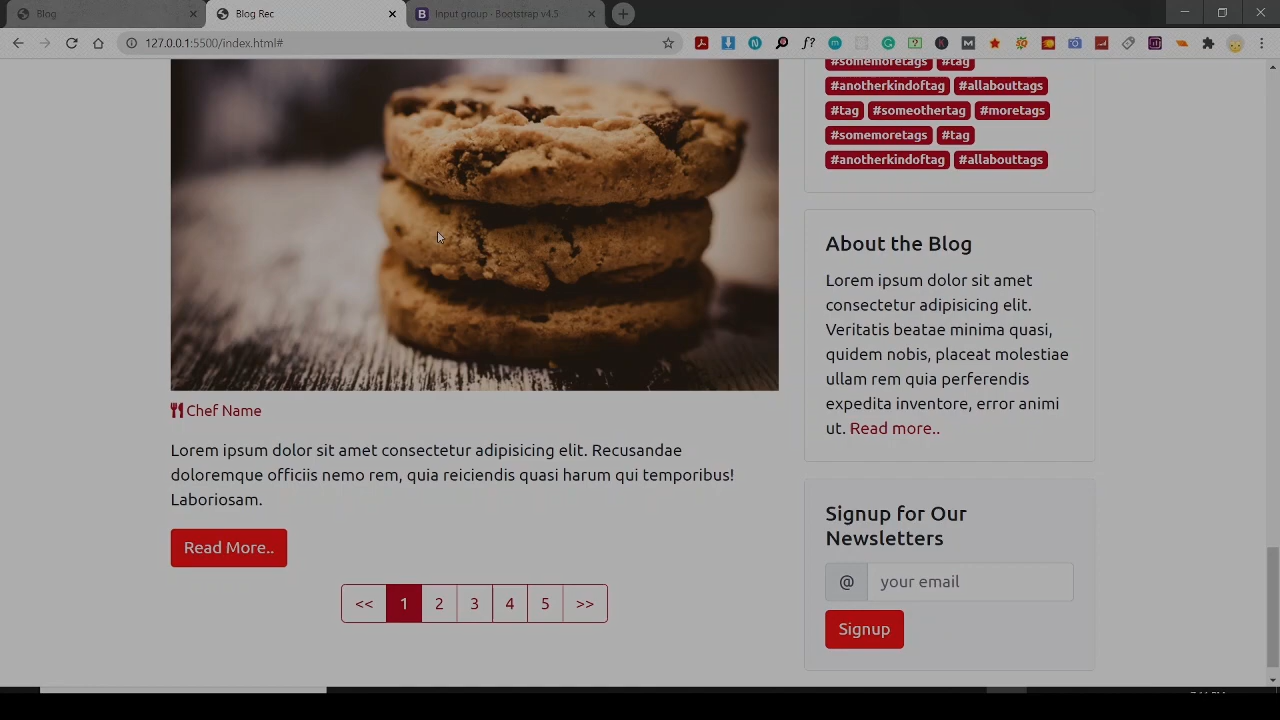 Blog
Blog Rec
Input group · Bootstrap v4.5
127.0.0.1:5500/index.html#
#somemoretags #tag
#anotherkindoftag #allabouttags
#tag #someothertag #moretags
#somemoretags #tag
#anotherkindoftag #allabouttags
About the Blog
Lorem ipsum dolor sit amet
consectetur adipisicing elit.
Veritatis beatae minima quasi,
quidem nobis, placeat molestiae
ullam rem quia perferendis
expedita inventore, error animi
ut. Read more..
Chef Name
Lorem ipsum dolor sit amet consectetur adipisicing elit. Recusandae
doloremque officiis nemo rem, quia reiciendis quasi harum qui temporibus!
Laboriosam.
Read More..
<< 1 2 3 4 5 >>
Signup for Our
Newsletters
@ your email
Signup